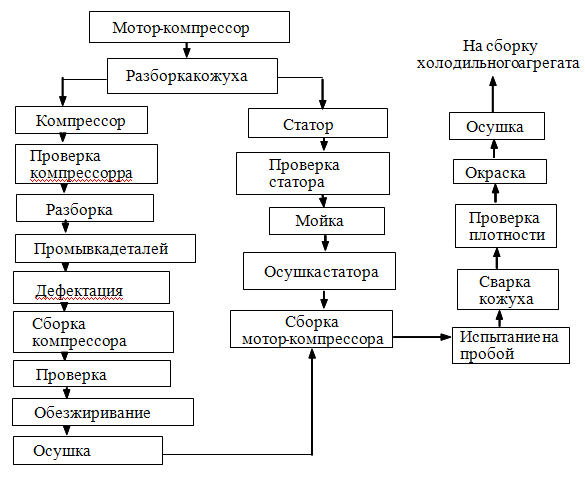 Мотор-компрессор
Разборкакожуха
Компрессор
Проверка
компрессорра
Разборка
Промывкадеталей
Дефектация
Сборка
компрессора
Проверка
Обезжиривание
Осушка
Статор
Проверка
статора
Мойка
Осушкастатора
Сборка
мотор-компрессора
Испытаниена
пробой
Сварка
кожуха
Проверка
плотности
Окраска
Осушка
На сборку
холодильногоагрегата